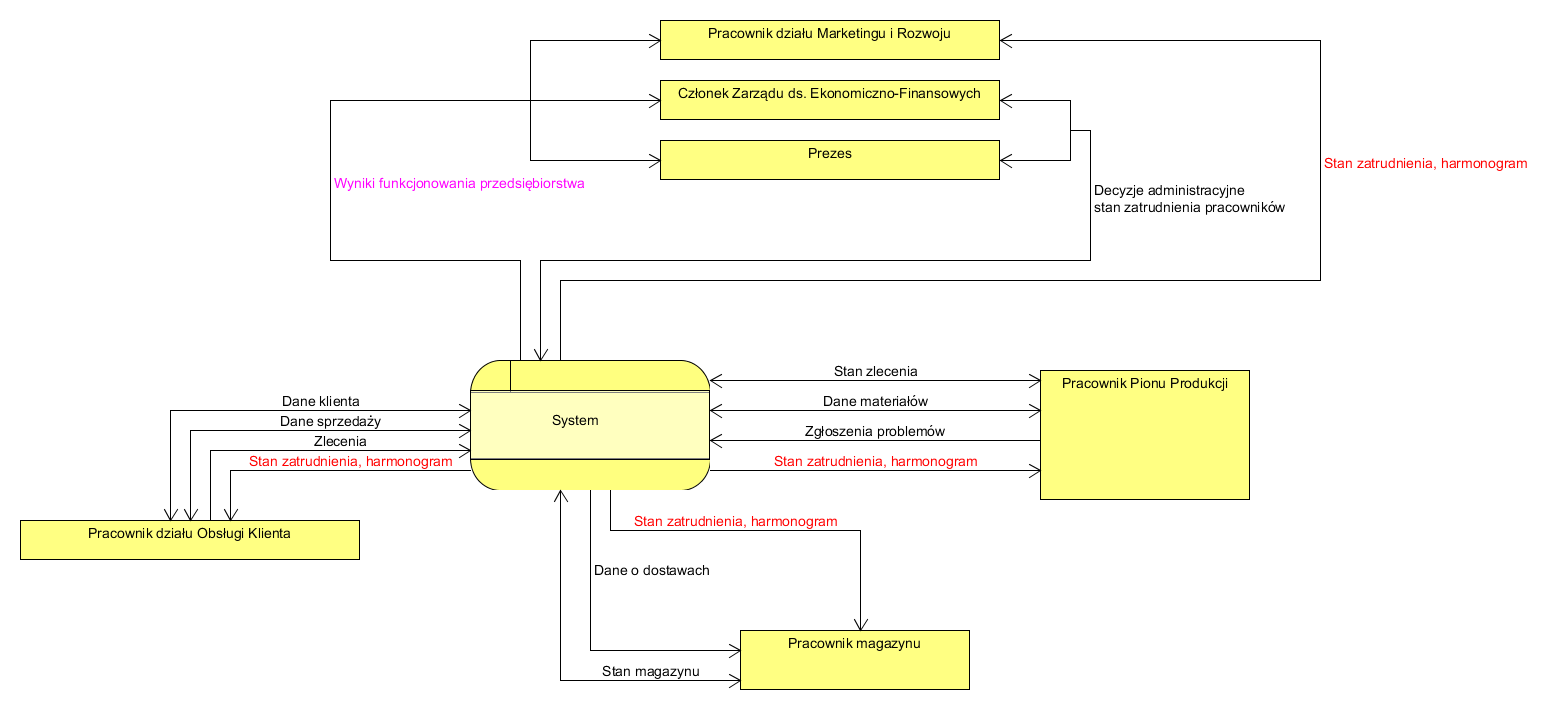 Pracownik działu Marketingu i Rozwoju
Członek Zarządu ds. Ekonomiczno-Finansowych
Prezes
Stan zatrudnienia, harmonogram
Wyniki funkcjonowania przedsiębiorstwa
Decyzje administracyjne
stan zatrudnienia pracowników
Stan zlecenia
Pracownik Pionu Produkcji
Dane klienta
Dane materiałów
Dane sprzedaży
System
Zgłoszenia problemów
Zlecenia
Stan zatrudnienia, harmonogram
Stan zatrudnienia, harmonogram
Pracownik działu Obsługi Klienta
Stan zatrudnienia, harmonogram
Dane o dostawach
Pracownik magazynu
Stan magazynu